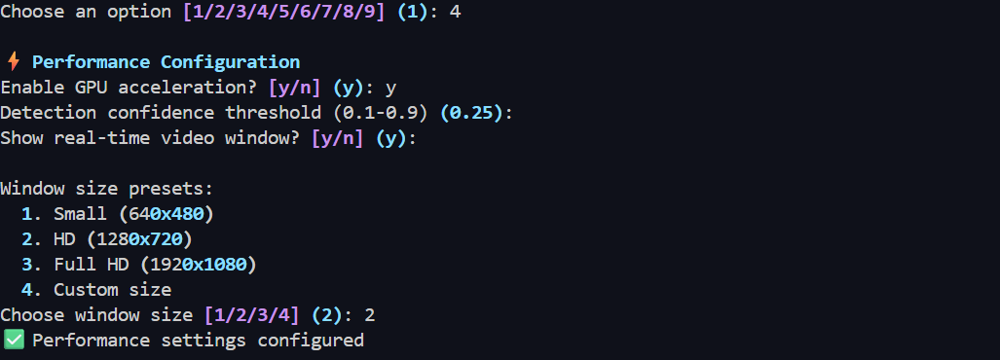 Choose an option [1/2/3/4/5/6/7/8/9] (1): 4
⚡ Performance Configuration
Enable GPU acceleration? [y/n] (y): y
Detection confidence threshold (0.1-0.9) (0.25):
Show real-time video window? [y/n] (y):
Window size presets:
1. Small (640x480)
2. HD (1280x720)
3. Full HD (1920x1080)
4. Custom size
Choose window size [1/2/3/4] (2): 2
✅ Performance settings configured